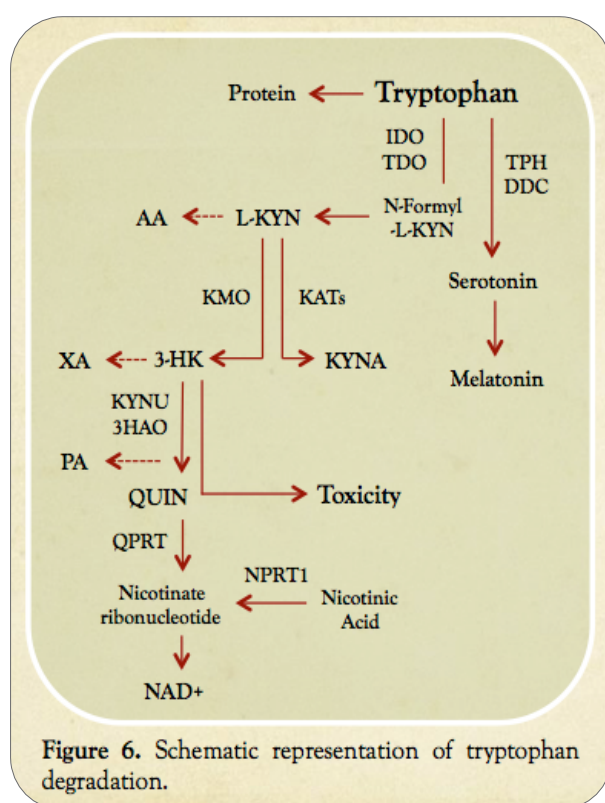 Protein
Tryptophan
IDO
TDO
TPH
DDC
AA
L-KYN
N-Formyl
-L-KYN
KMO
KATs
Serotonin
XA
3-HK
KYNA
Melatonin
KYNU
3HAO
PA
QUIN
Toxicity
QPRT
NPRT1
Nicotinate
ribonucleotide
Nicotinic
Acid
NAD+
Figure 6. Schematic representation of tryptophan
degradation.